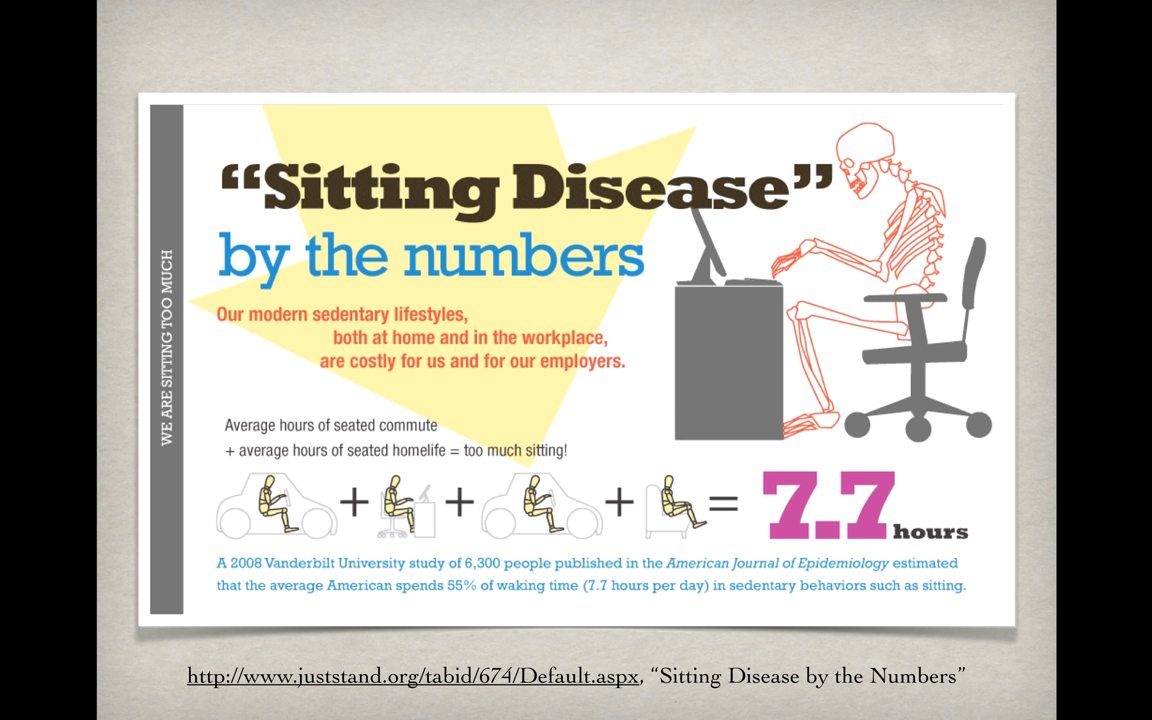 WE ARE SITTING TOO MUCH
“Sitting Disease”
by the numbers
Our modern sedentary lifestyles,
both at home and in the workplace,
are costly for us and for our employers.
Average hours of seated commute
+ average hours of seated homelife = too much sitting!
+ + + = 7.7 hours
A 2008 Vanderbilt University study of 6,300 people published in the American Journal of Epidemiology estimated
that the average American spends 55% of waking time (7.7 hours per day) in sedentary behaviors such as sitting.
http://www.juststand.org/tabid/674/Default.aspx, “Sitting Disease by the Numbers”